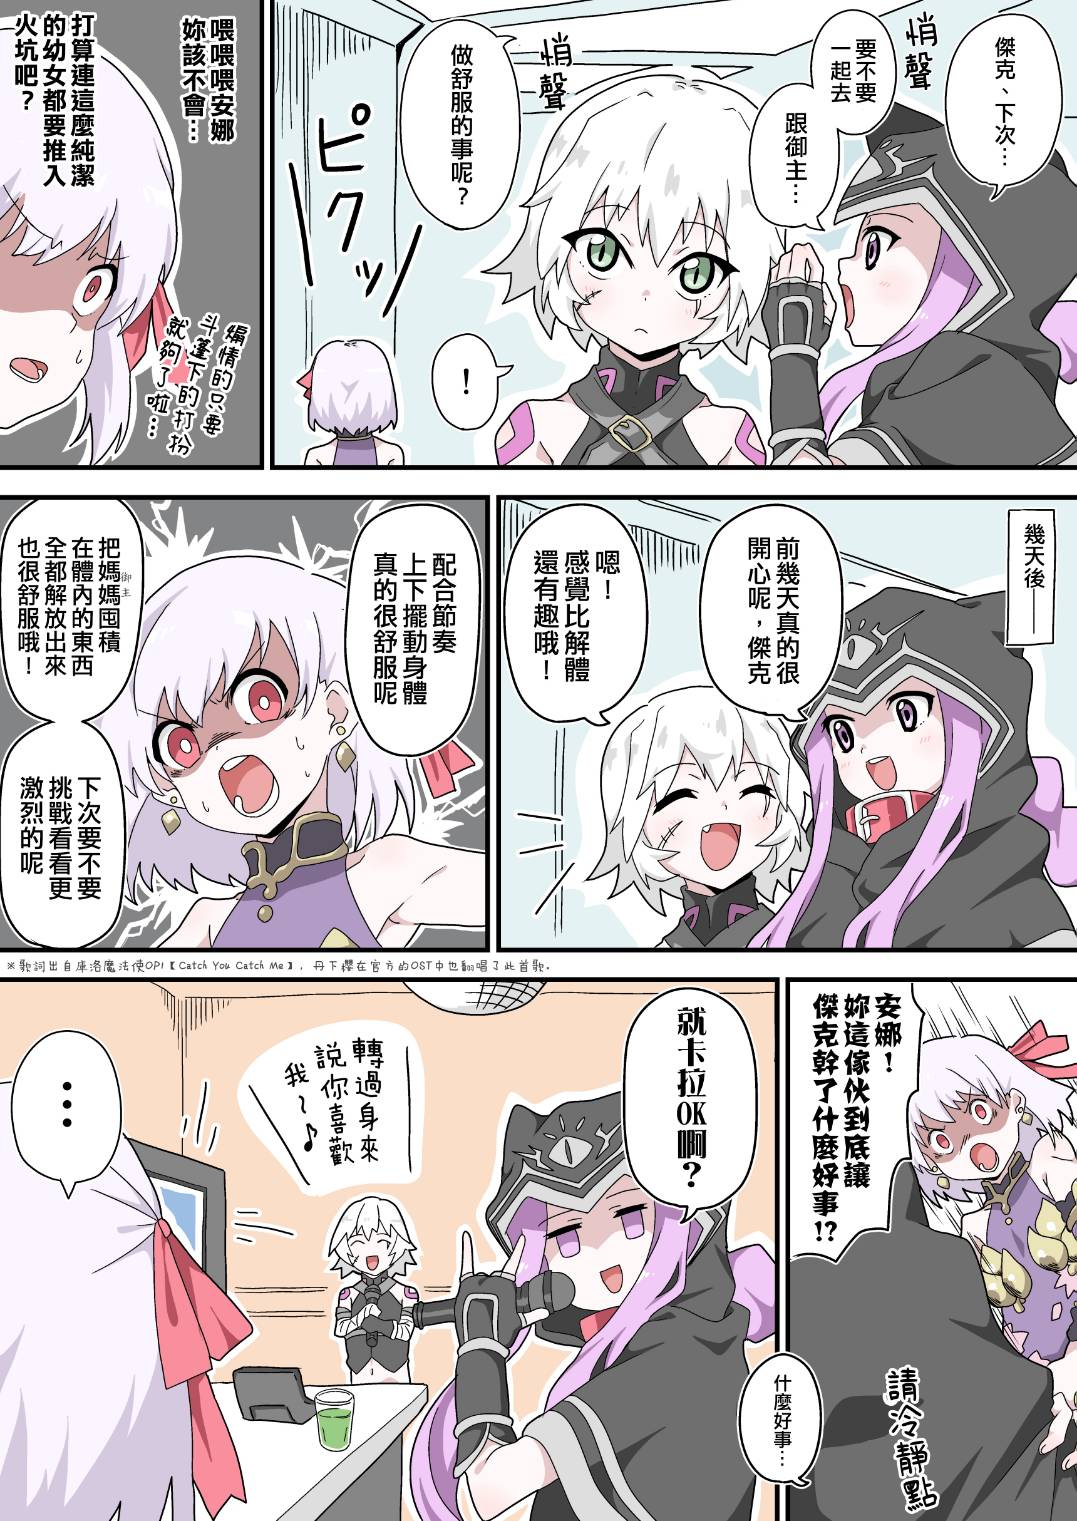 傑克、下次…
悄聲
要不要
一起去
跟御主…
做舒服的事呢？
悄聲
！
ピクッ
喂喂喂安娜
妳該不會…
打算連這麼純潔
的幼女都要推入
火坑吧？
煽情的只要
斗篷下的打扮
就夠了啦…
幾天後——
前幾天真的很
開心呢，傑克
嗯！
感覺比解體
還有趣哦！
配合節奏
上下擺動身體
真的很舒服呢
把媽媽囤積
御主
在體內的東西
全都解放出來
也很舒服哦！
下次要不要
挑戰看看更
激烈的呢
※歌詞出自庫洛魔法使OP1【Catch You Catch Me】，丹下櫻在官方的OST中也翻唱了此首歌。
安娜！
妳這傢伙到底讓
傑克幹了什麼好事!?
請冷靜點
什麼好事…
就卡拉OK啊？
轉過身來
說你喜歡
我～♪
…